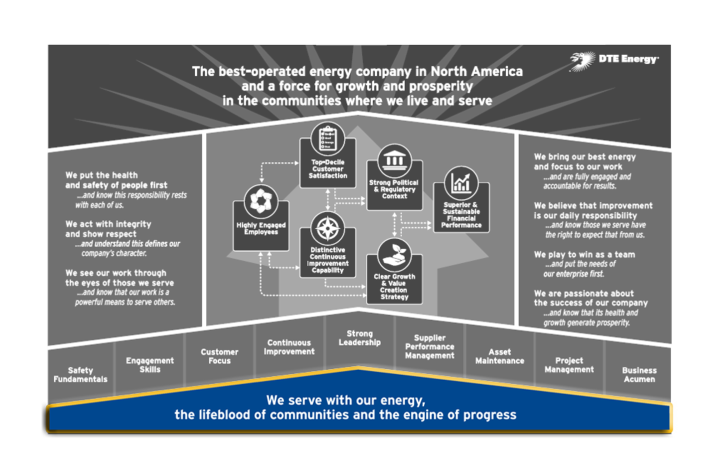 DTE Energy
The best-operated energy company in North America
and a force for growth and prosperity
in the communities where we live and serve
We put the health
and safety of people first
...and know this responsibility rests
with each of us.
We act with integrity
and show respect
...and understand this defines our
company's character.
We see our work through
the eyes of those we serve
...and know that our work is a
powerful means to serve others.
Top-Decile
Customer
Satisfaction
Strong Political
& Regulatory
Context
Superior &
Sustainable
Financial
Performance
Highly Engaged
Employees
Distinctive
Continuous
Improvement
Capability
Clear Growth
& Value
Creation
Strategy
We bring our best energy
and focus to our work
...and are fully engaged and
accountable for results.
We believe that improvement
is our daily responsibility
...and know those we serve have
the right to expect that from us.
We play to win as a team
...and put the needs of
our enterprise first.
We are passionate about
the success of our company
...and know that its health and
growth generate prosperity.
Safety
Fundamentals
Engagement
Skills
Customer
Focus
Continuous
Improvement
Strong
Leadership
Supplier
Performance
Management
Asset
Maintenance
Project
Management
Business
Acumen
We serve with our energy,
the lifeblood of communities and the engine of progress